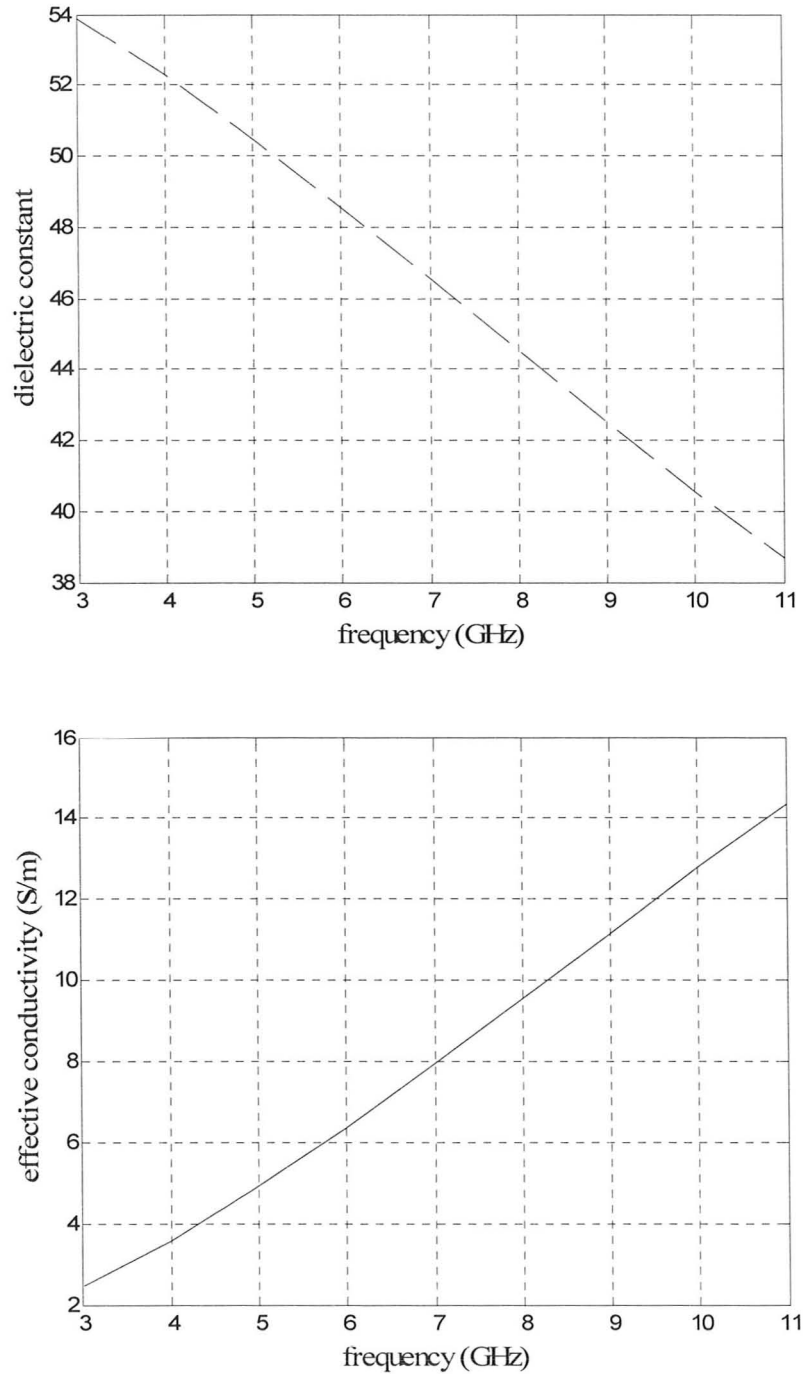 54
52
50
48
46
44
42
40
38
dielectric constant
3 4 5 6 7 8 9 10 11
frequency (GHz)
16
14
12
10
8
6
4
2
effective conductivity (S/m)
3 4 5 6 7 8 9 10 11
frequency (GHz)